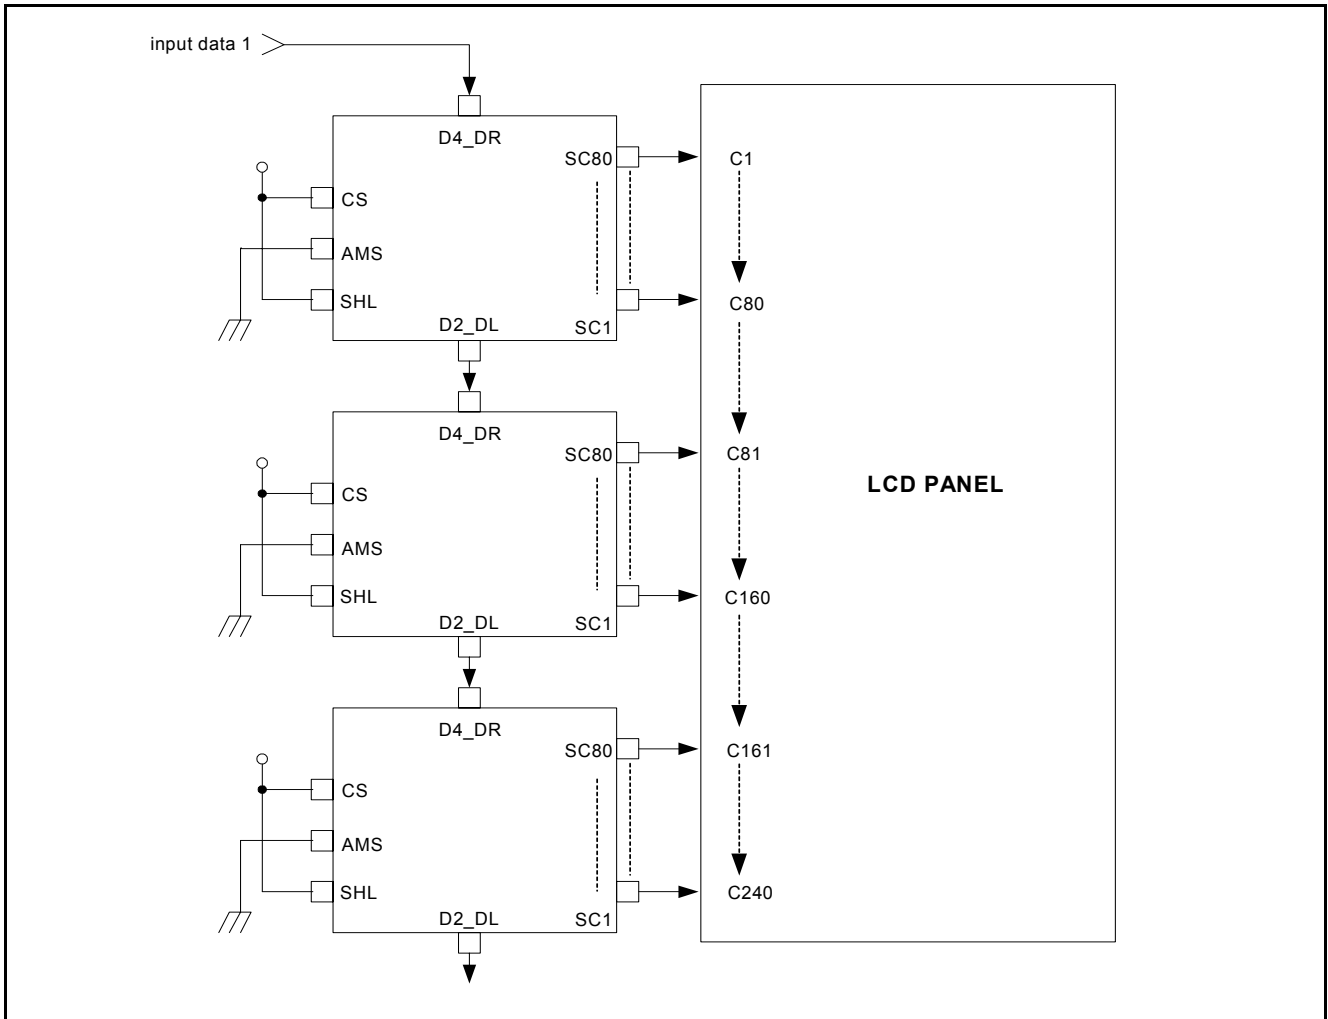 input data 1
D4_DR
SC80
C1
CS
AMS
SHL
C80
D2_DL
SC1
D4_DR
SC80
C81
CS
LCD PANEL
AMS
SHL
C160
D2_DL
SC1
D4_DR
SC80
C161
CS
AMS
SHL
C240
D2_DL
SC1